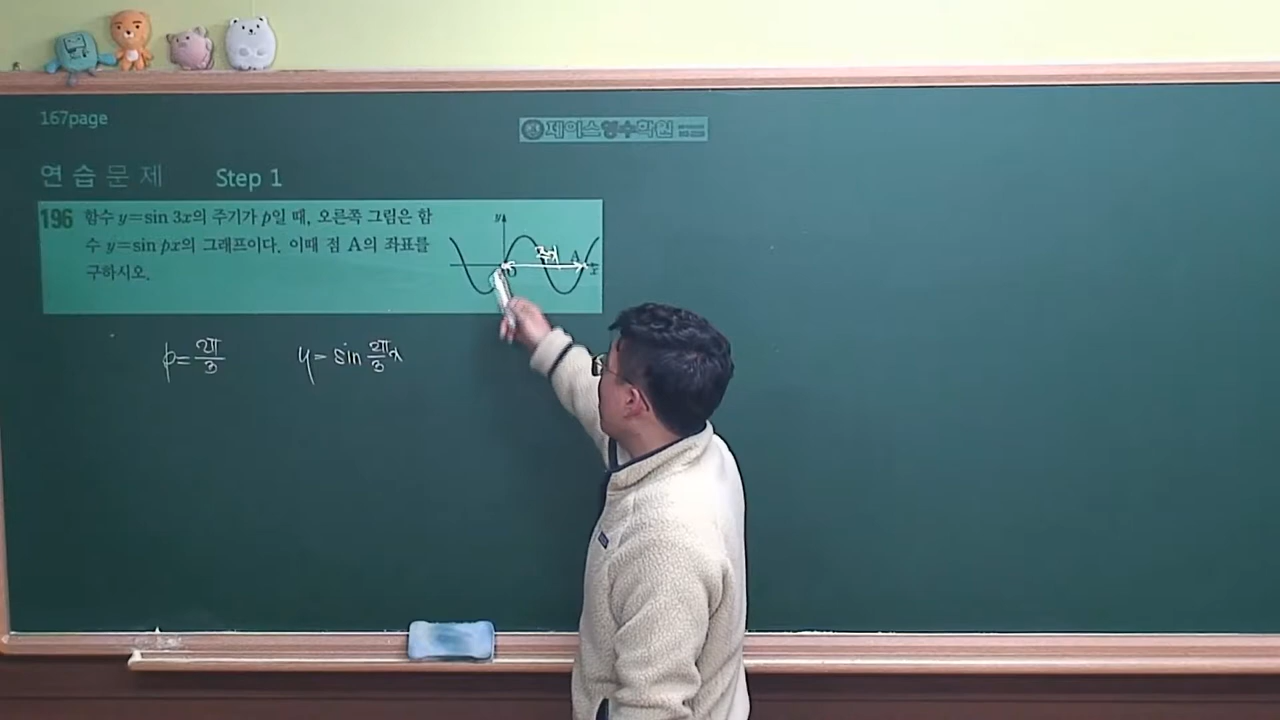 167page
제이스영수학원
연습문제 Step 1
196 함수 y=sin 3x의 주기가 p일 때, 오른쪽 그림은 함
수 y=sin px의 그래프이다. 이때 점 A의 좌표를
구하시오.
y
주기
A
x
p=2π/3 y=sin 2π/3 x